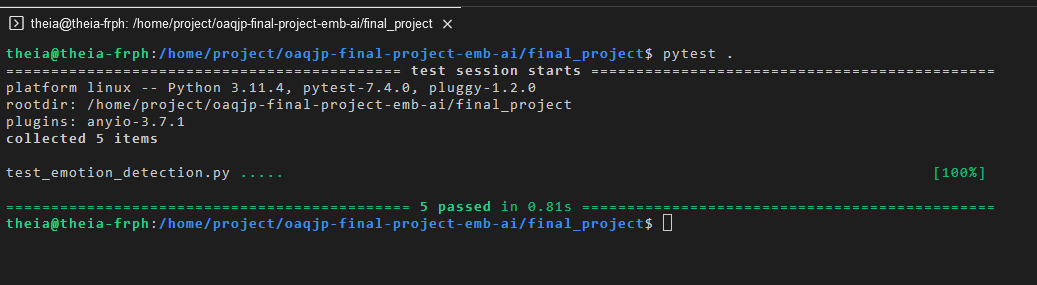 theia@theia-frph: /home/project/oaqjp-final-project-emb-ai/final_project ×
theia@theia-frph:/home/project/oaqjp-final-project-emb-ai/final_project$ pytest .
============================================ test session starts =============================================
platform linux -- Python 3.11.4, pytest-7.4.0, pluggy-1.2.0
rootdir: /home/project/oaqjp-final-project-emb-ai/final_project
plugins: anyio-3.7.1
collected 5 items
test_emotion_detection.py ..... [100%]
============================================= 5 passed in 0.81s ==============================================
theia@theia-frph:/home/project/oaqjp-final-project-emb-ai/final_project$